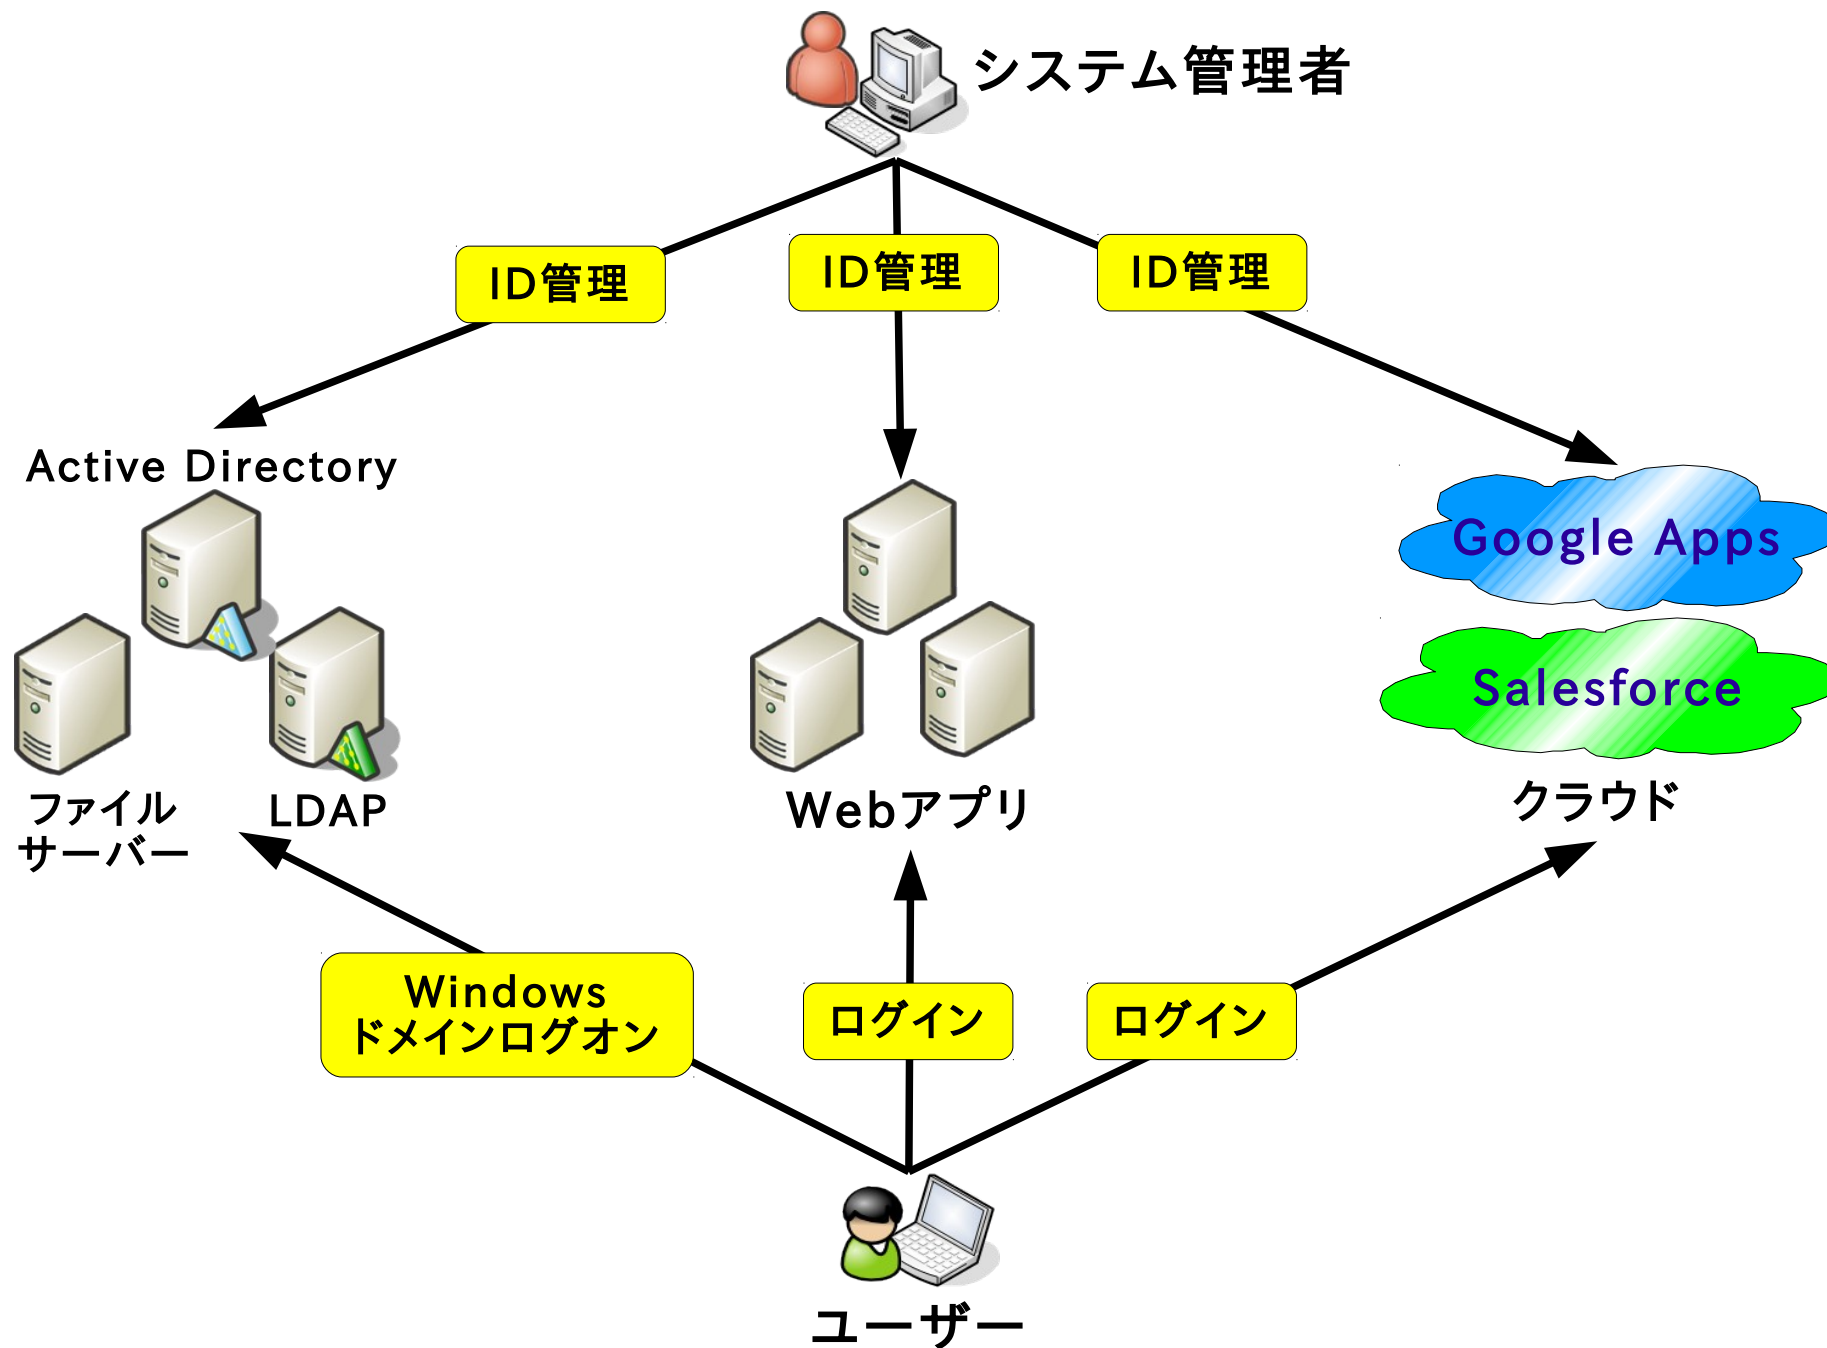 システム管理者
ID管理
ID管理
ID管理
Active Directory
Google Apps
Salesforce
ファイル
サーバー
LDAP
Webアプリ
クラウド
Windows
ドメインログオン
ログイン
ログイン
ユーザー